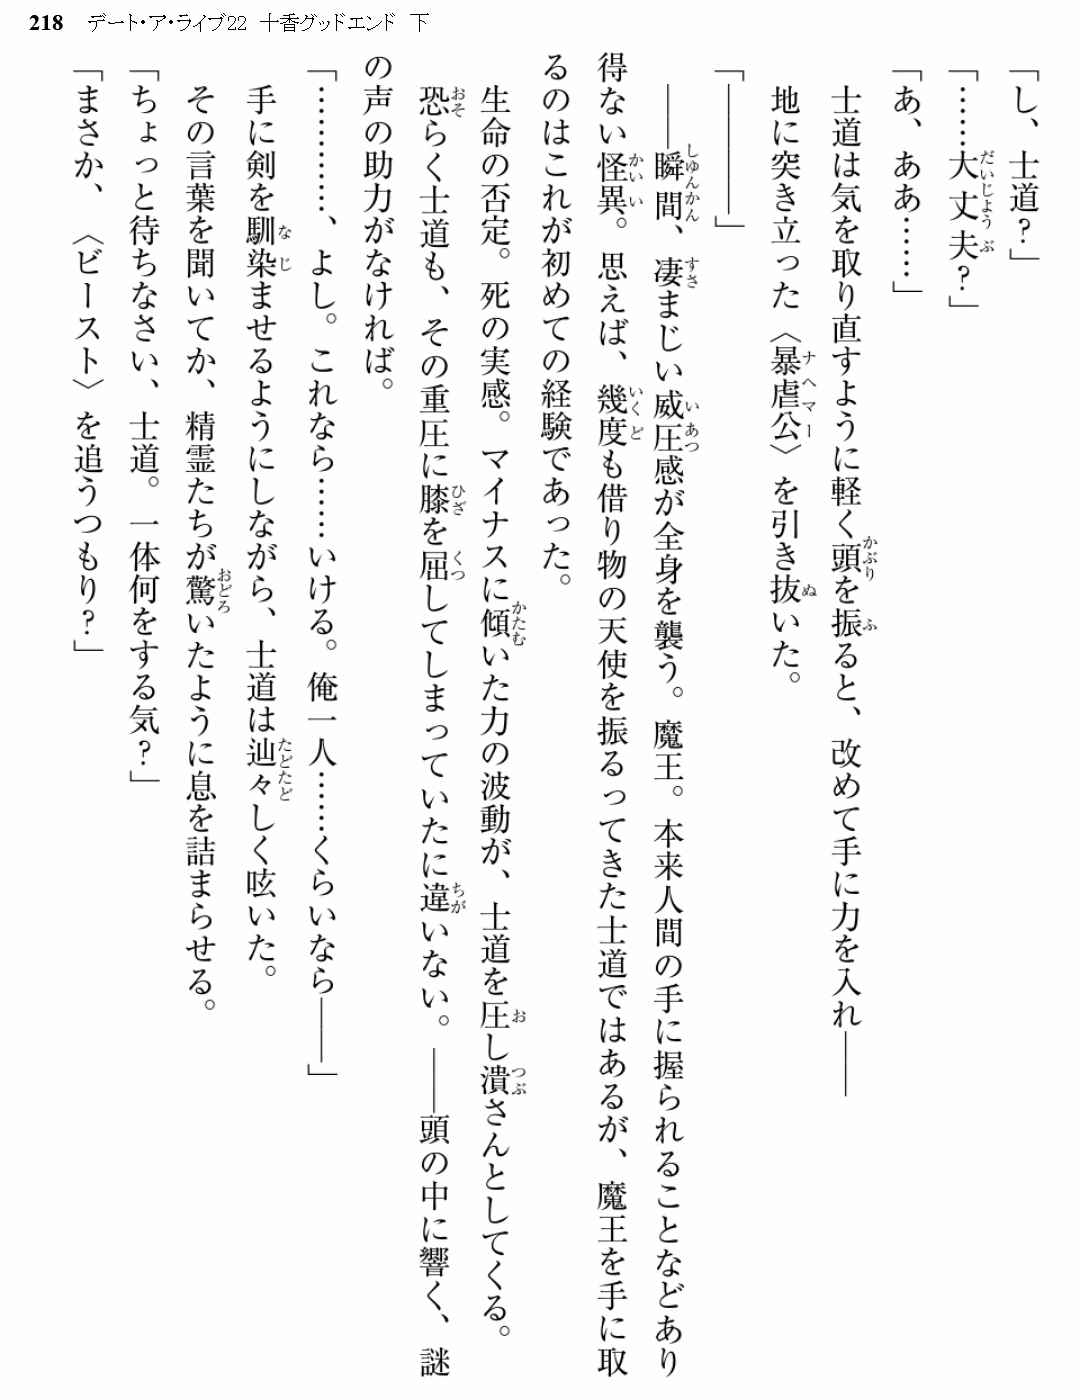 218 デート・ア・ライブ22 十香グッドエンド 下
「し、士道？」
「……大丈夫？」
「あ、ああ……」
士道は気を取り直すように軽く頭を振ると、改めて手に力を入れ――
地に突き立った〈暴虐公〉を引き抜いた。
「――――」
――瞬間、凄まじい威圧感が全身を襲う。魔王。本来人間の手に握られることなどあり
得ない怪異。思えば、幾度も借り物の天使を振るってきた士道ではあるが、魔王を手に取
るのはこれが初めての経験であった。
生命の否定。死の実感。マイナスに傾いた力の波動が、士道を圧し潰さんとしてくる。
恐らく士道も、その重圧に膝を屈してしまっていたに違いない。――頭の中に響く、謎
の声の助力がなければ。
「…………、よし。これなら……いける。俺一人……くらいなら――」
手に剣を馴染ませるようにしながら、士道は辿々しく呟いた。
その言葉を聞いてか、精霊たちが驚いたように息を詰まらせる。
「ちょっと待ちなさい、士道。一体何をする気？」
「まさか、〈ビースト〉を追うつもり？」